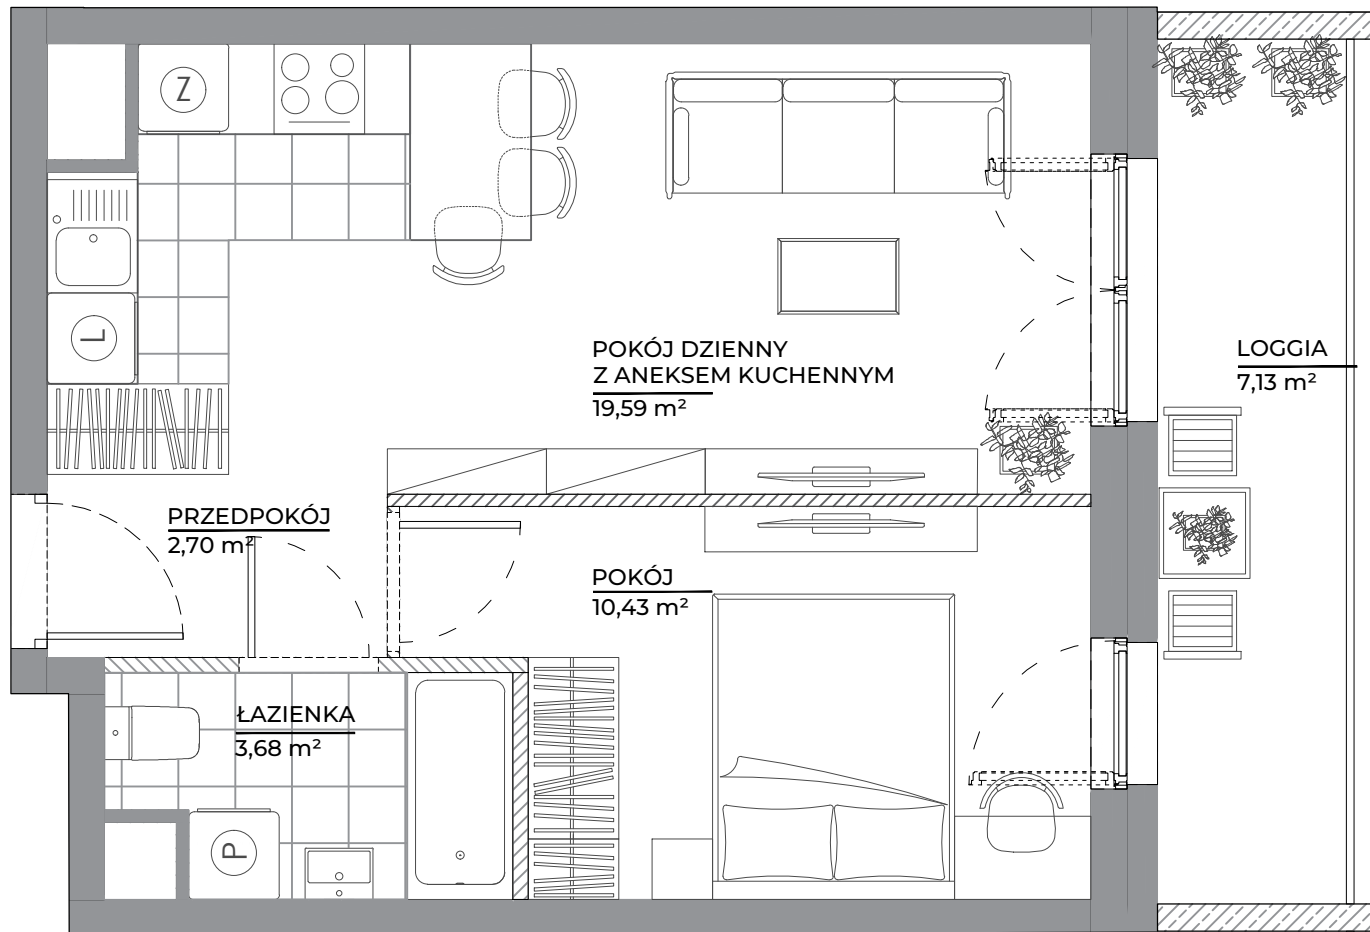 Z
L
POKÓJ DZIENNY
Z ANEKSEM KUCHENNYM
19,59 m²
LOGGIA
7,13 m²
PRZEDPOKÓJ
2,70 m²
POKÓJ
10,43 m²
ŁAZIENKA
3,68 m²
P